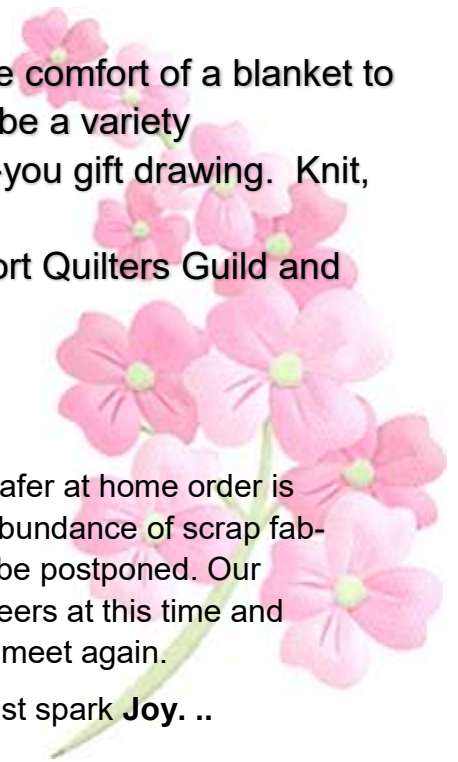 e comfort of a blanket to
be a variety
-you gift drawing.  Knit,
ort Quilters Guild and
afer at home order is
bundance of scrap fab-
be postponed. Our
eers at this time and
meet again.
st spark Joy. ..